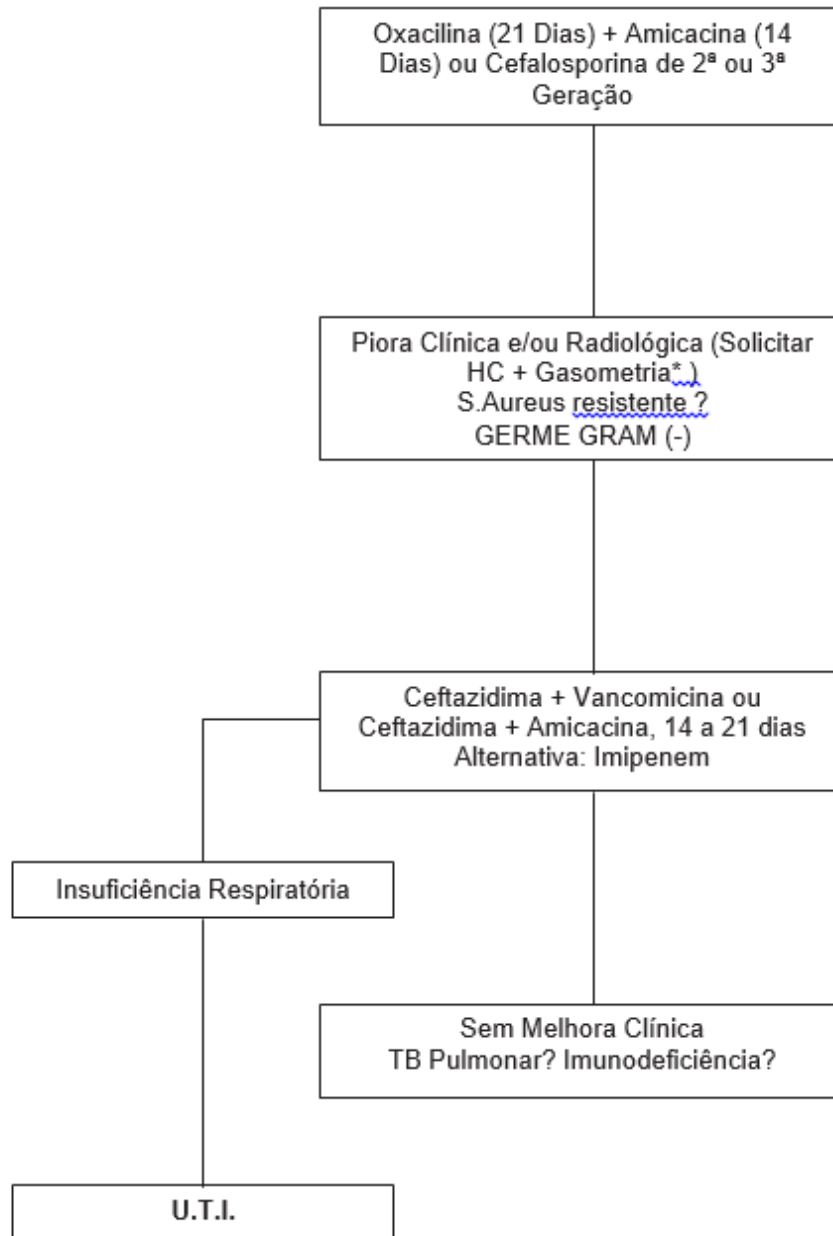 Oxacilina (21 Dias) + Amicacina (14
Dias) ou Cefalosporina de 2ª ou 3ª
Geração
Piora Clínica e/ou Radiológica (Solicitar
HC + Gasometria* )
S.Aureus resistente ?
GERME GRAM (-)
Ceftazidima + Vancomicina ou
Ceftazidima + Amicacina, 14 a 21 dias
Alternativa: Imipenem
Insuficiência Respiratória
Sem Melhora Clínica
TB Pulmonar? Imunodeficiência?
U.T.I.